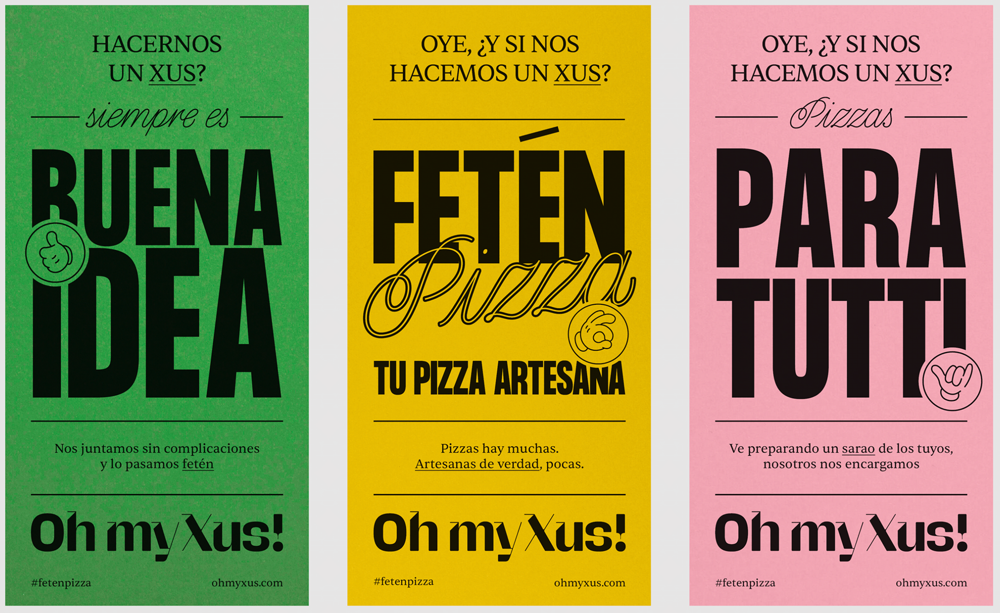 HACERNOS
UN XUS?
siempre es
BUENA
IDEA
Nos juntamos sin complicaciones
y lo pasamos fetén
Oh my Xus!
#fetenpizza
ohmyxus.com
OYE, ¿Y SI NOS
HACEMOS UN XUS?
FETÉN
Pizza
TU PIZZA ARTESANA
Pizzas hay muchas.
Artesanas de verdad, pocas.
Oh my Xus!
#fetenpizza
ohmyxus.com
OYE, ¿Y SI NOS
HACEMOS UN XUS?
Pizzas
PARA
TUTTI
Ve preparando un sarao de los tuyos,
nosotros nos encargamos
Oh my Xus!
#fetenpizza
ohmyxus.com